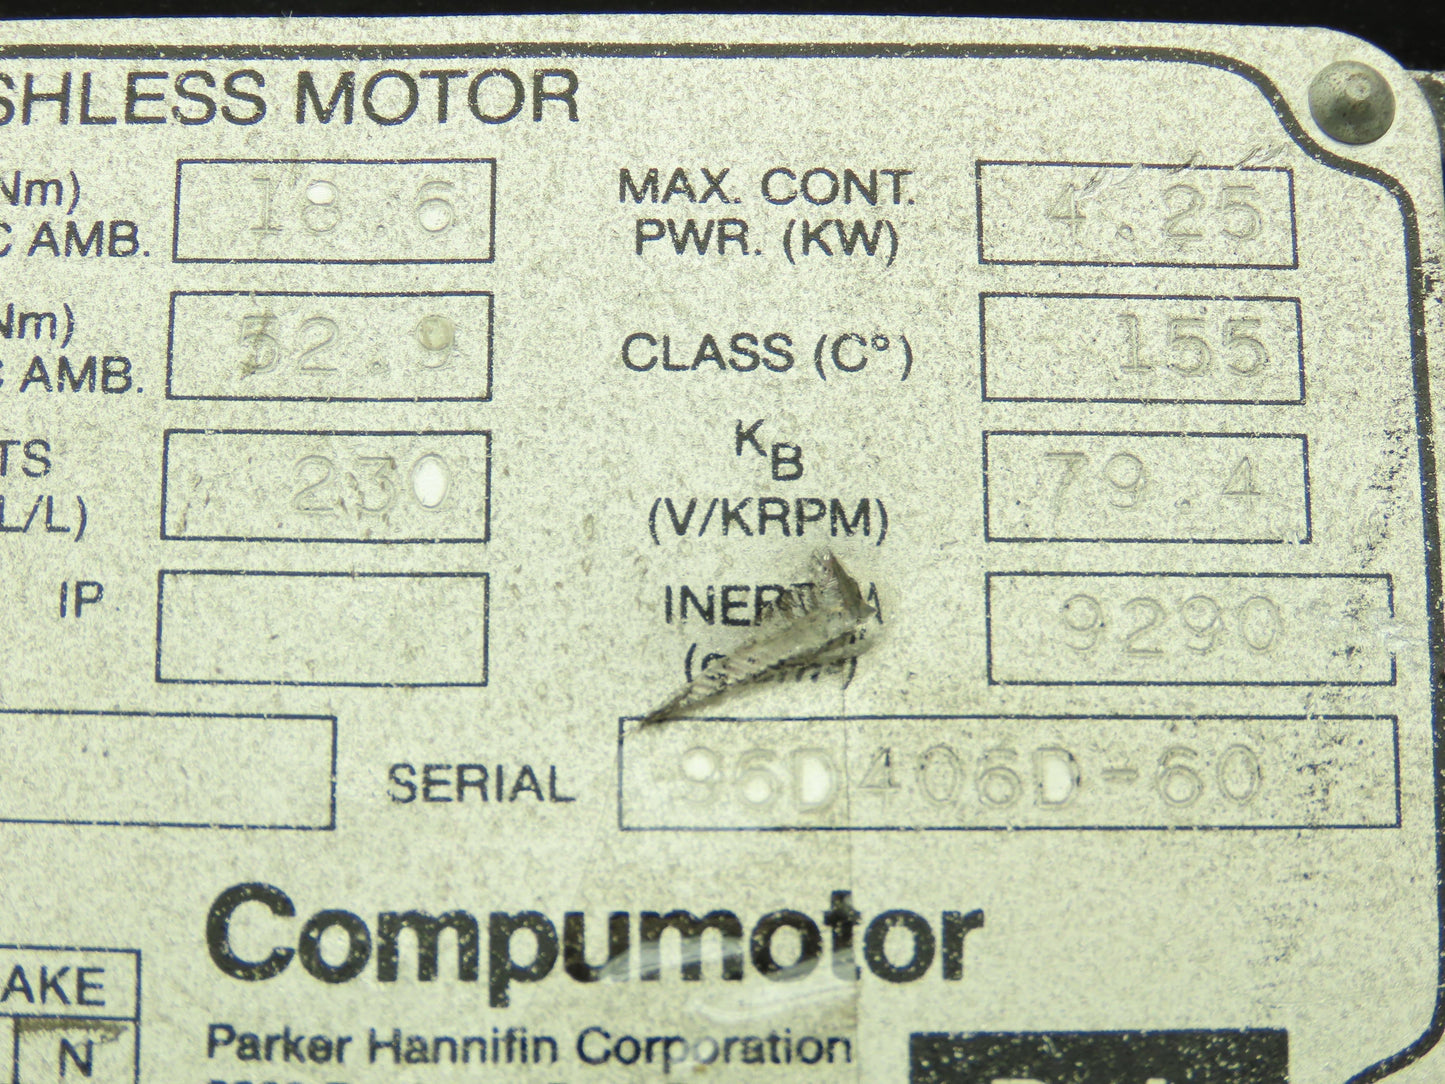 SHLESS MOTOR
Nm)
C AMB.
18.6
MAX. CONT.
PWR. (KW)
4.25
Nm)
C AMB.
52.9
CLASS (C°)
155
TS
L/L)
230
KB
(V/KRPM)
79.4
IP
INERTIA
9290
SERIAL
96D406D-60
Compumotor
AKE
N
Parker Hannifin Corporation